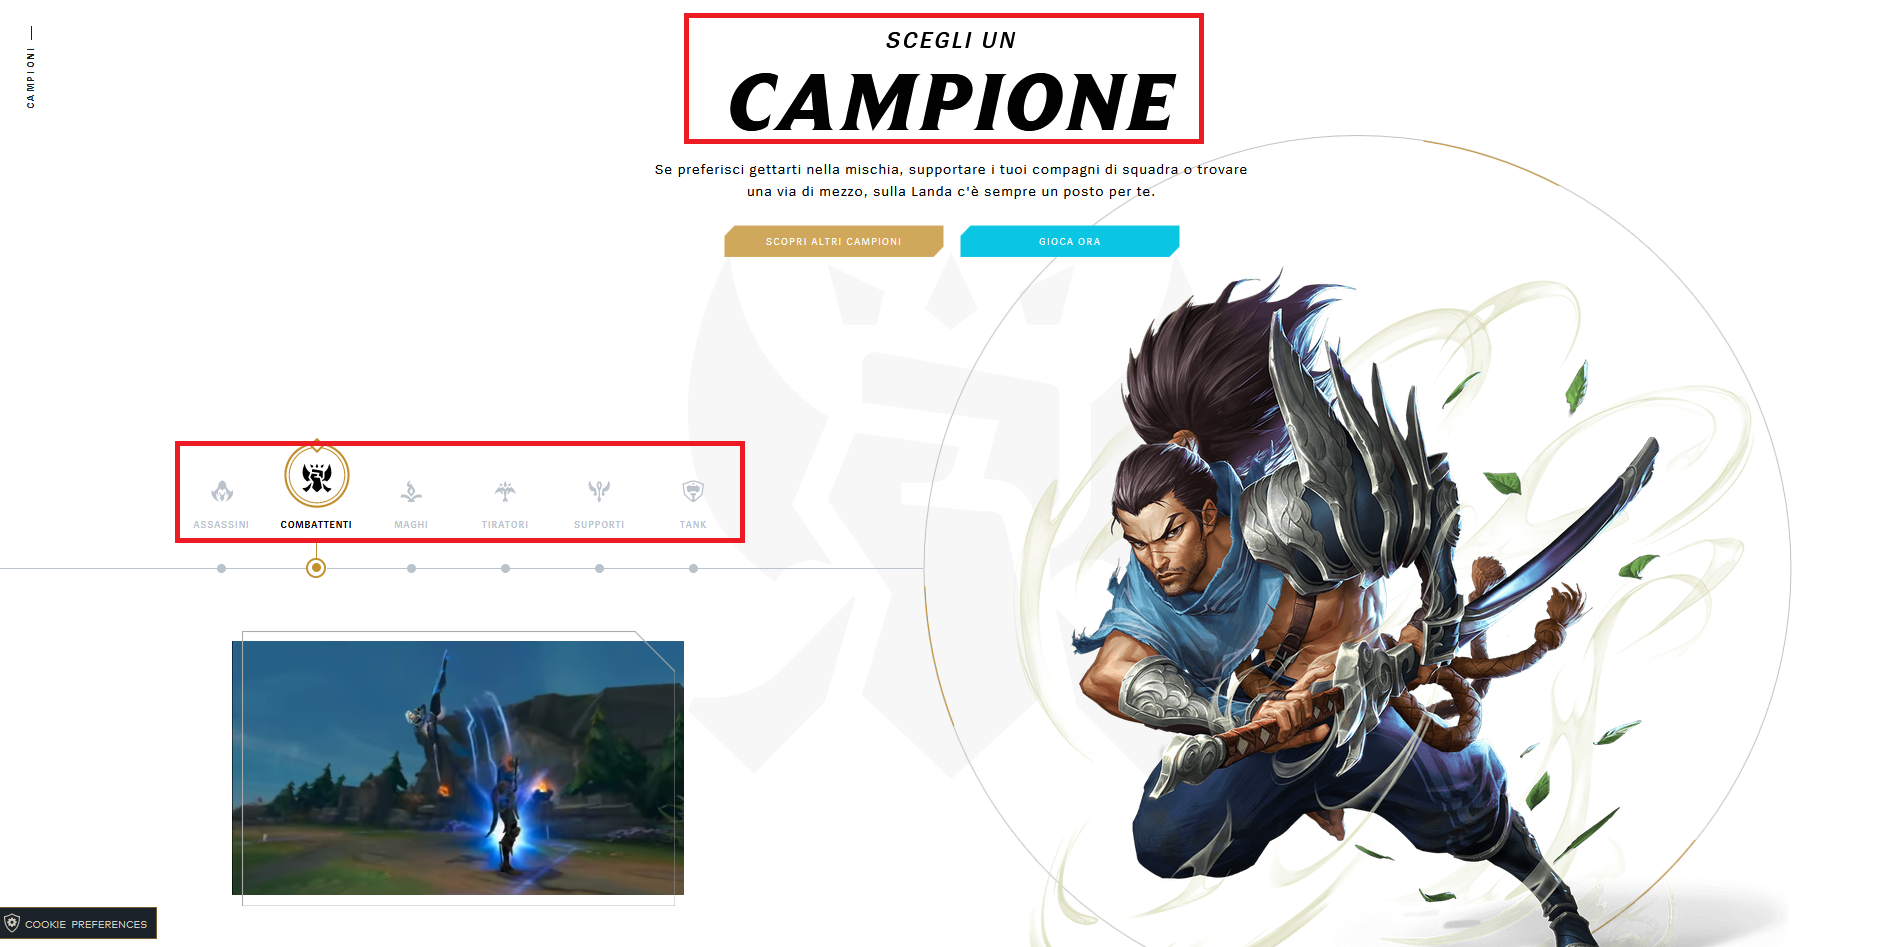 CAMPIONI
SCEGLI UN
CAMPIONE
Se preferisci gettarti nella mischia, supportare i tuoi compagni di squadra o trovare
una via di mezzo, sulla Landa c'è sempre un posto per te.
SCOPRI ALTRI CAMPIONI
GIOCA ORA
ASSASSINI
COMBATTENTI
MAGHI
TIRATORI
SUPPORTI
TANK
COOKIE PREFERENCES